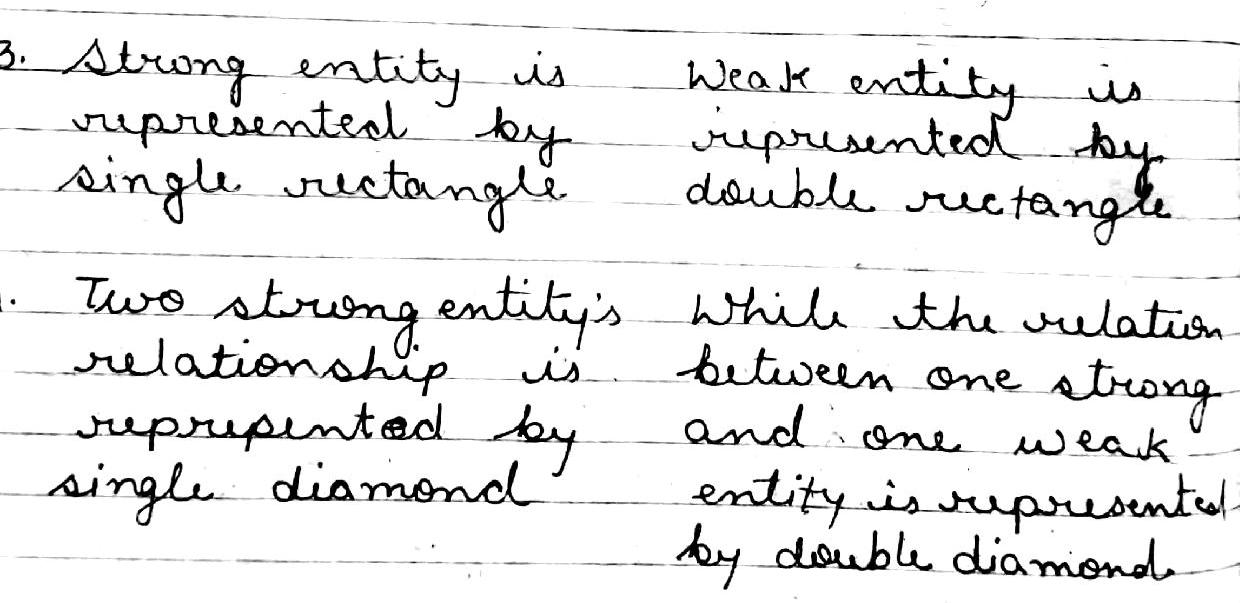 3. Strong entity is
represented by
single rectangle
Weak entity is
represented by
double rectangle
Two strong entity's
relationship is
reprepented by
single diamond
While the relation
between one strong
and one weak
entity is represented
by double diamond